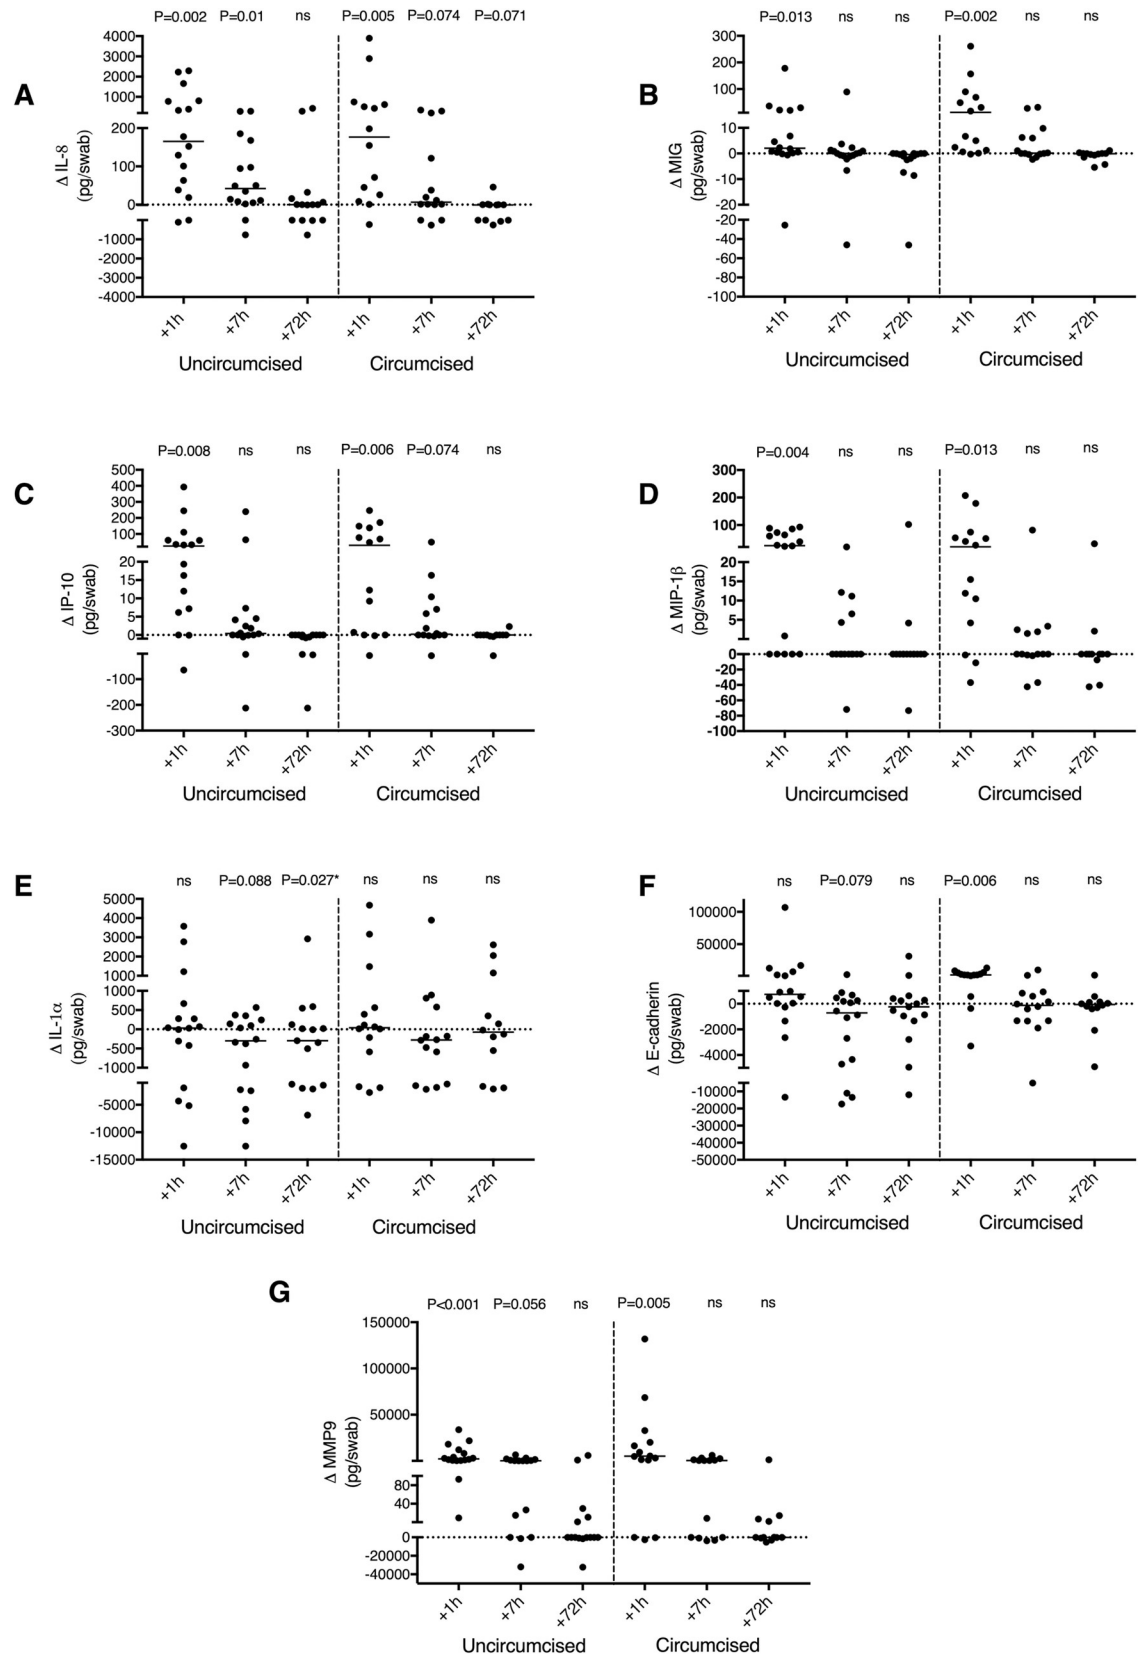 P=0.002 P=0.01 ns P=0.005 P=0.074 P=0.071
A
Δ IL-8
(pg/swab)
4000
3000
2000
1000
200
100
0
-1000
-2000
-3000
-4000
+1h +7h +72h +1h +7h +72h
Uncircumcised Circumcised
P=0.013 ns ns P=0.002 ns ns
B
Δ MIG
(pg/swab)
300
200
100
10
0
-10
-20
-20
-40
-60
-80
-100
+1h +7h +72h +1h +7h +72h
Uncircumcised Circumcised
P=0.008 ns ns P=0.006 P=0.074 ns
C
Δ IP-10
(pg/swab)
500
400
300
200
100
20
15
10
5
0
-100
-200
-300
+1h +7h +72h +1h +7h +72h
Uncircumcised Circumcised
P=0.004 ns ns P=0.013 ns ns
D
Δ MIP-1β
(pg/swab)
300
200
100
20
15
10
5
0
-20
-40
-60
-80
-100
+1h +7h +72h +1h +7h +72h
Uncircumcised Circumcised
ns P=0.088 P=0.027* ns ns ns
E
Δ IL-1α
(pg/swab)
5000
4000
3000
2000
1000
1000
500
0
-500
-1000
-5000
-10000
-15000
+1h +7h +72h +1h +7h +72h
Uncircumcised Circumcised
ns P=0.079 ns P=0.006 ns ns
F
Δ E-cadherin
(pg/swab)
100000
50000
0
-2000
-4000
-10000
-20000
-30000
-40000
-50000
+1h +7h +72h +1h +7h +72h
Uncircumcised Circumcised
G
P<0.001 P=0.056 ns P=0.005 ns ns
Δ MMP9
(pg/swab)
150000
100000
50000
80
40
0
-20000
-40000
+1h +7h +72h +1h +7h +72h
Uncircumcised Circumcised